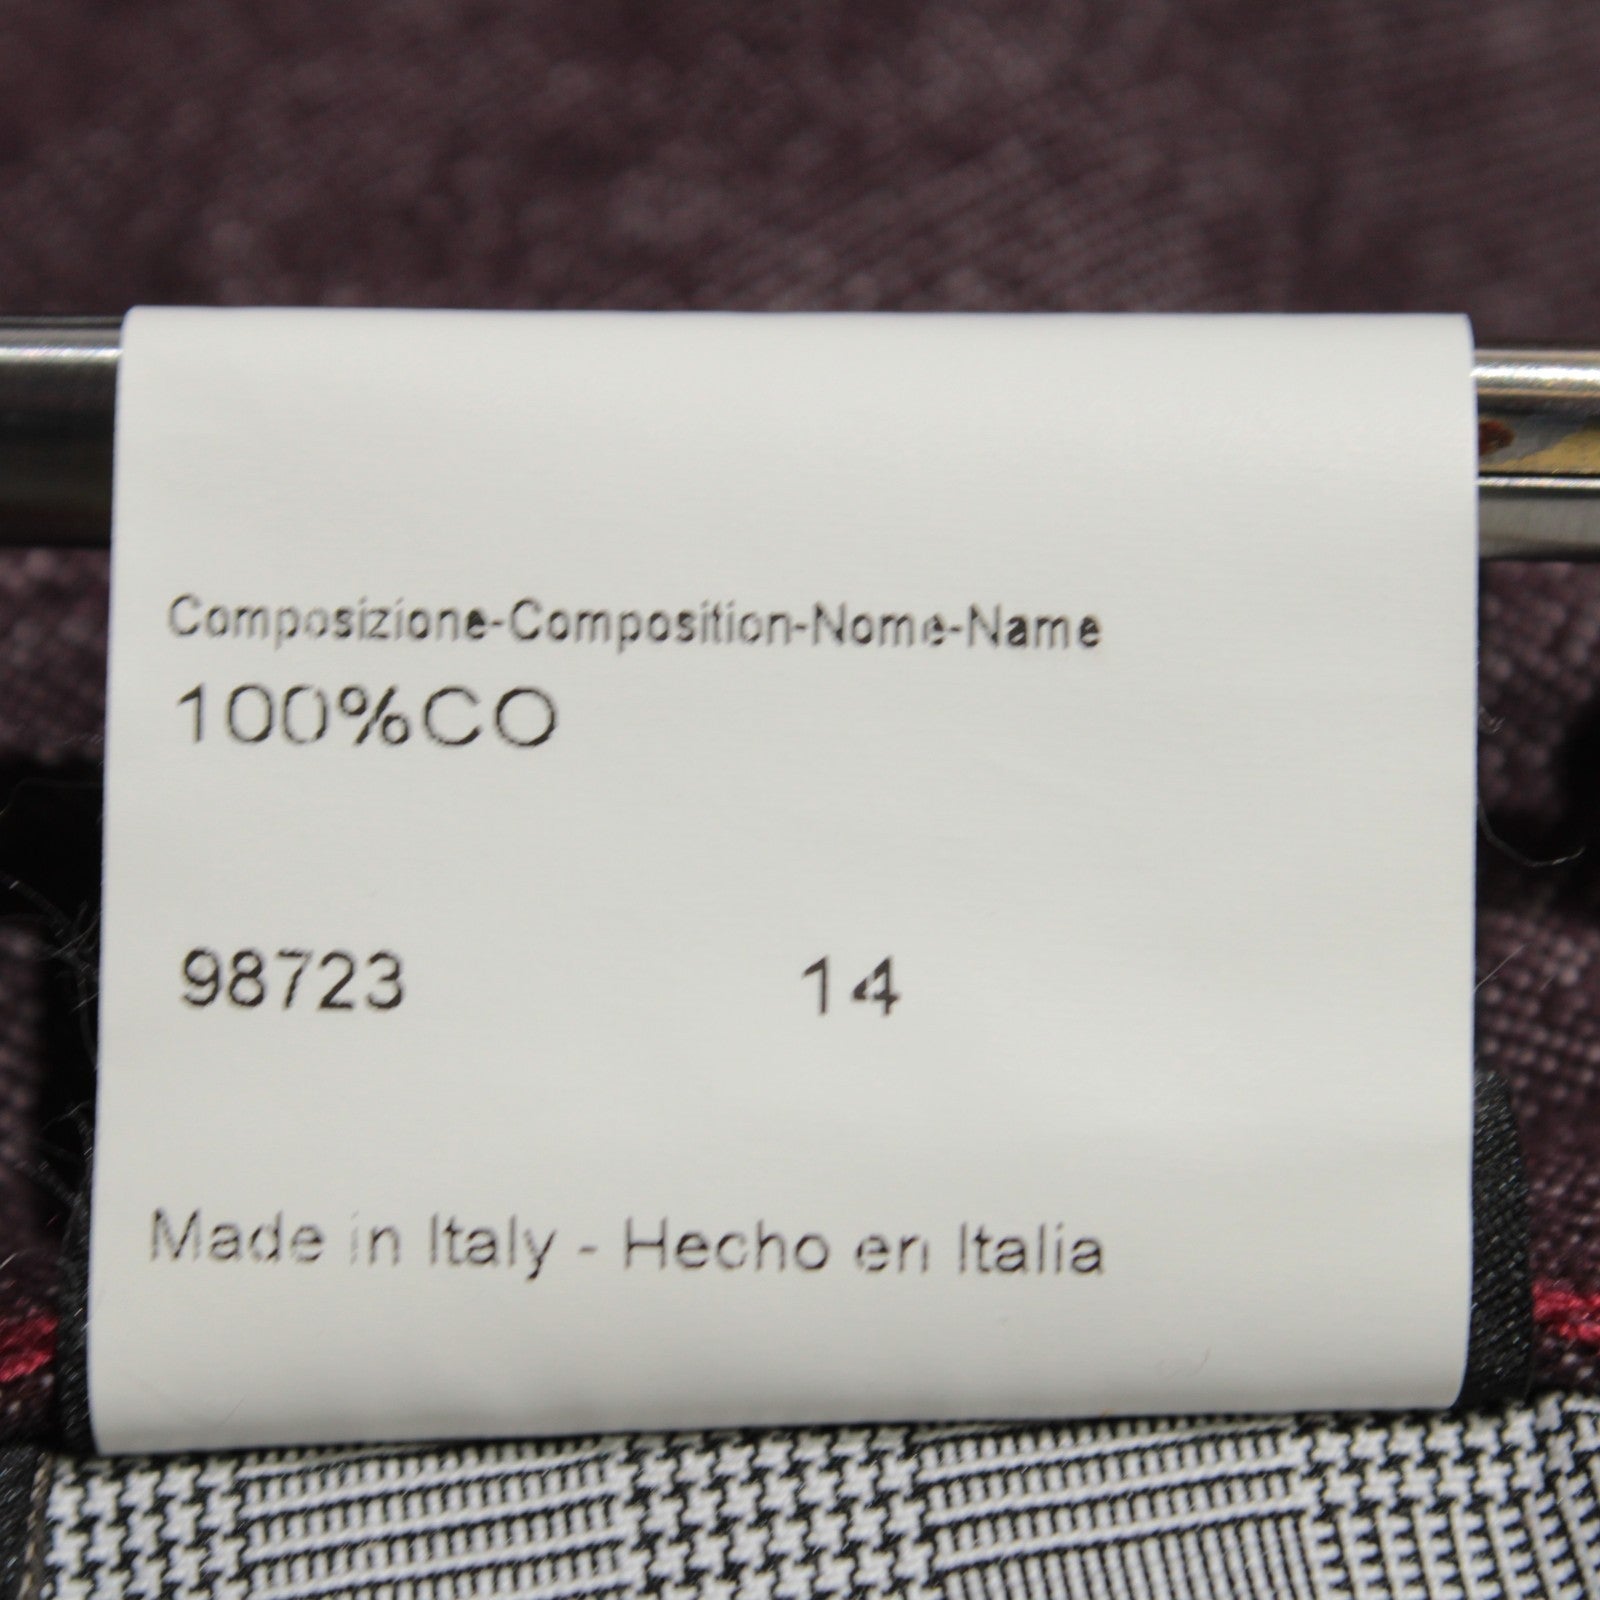 Composizione-Composition-Nome-Name
100%CO
98723 14
Made in Italy - Hecho en Italia